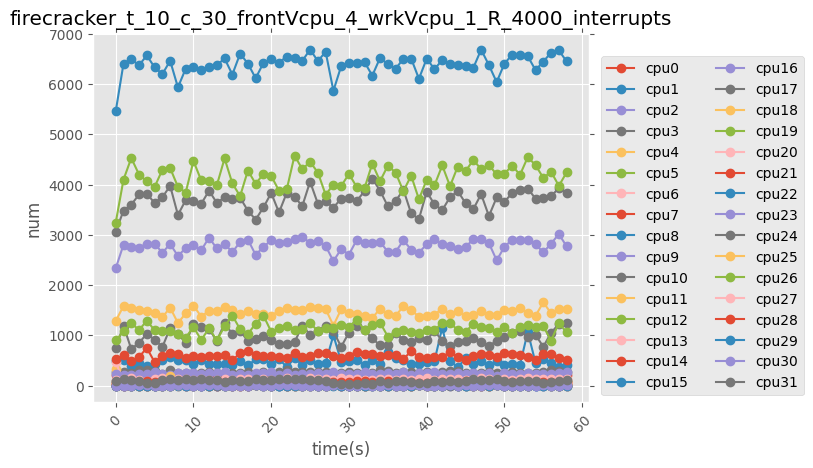 firecracker_t_10_c_30_frontVcpu_4_wrkVcpu_1_R_4000_interrupts
7000
6000
5000
4000
3000
2000
1000
0
num
0
10
20
30
40
50
60
time(s)
cpu0
cpu1
cpu2
cpu3
cpu4
cpu5
cpu6
cpu7
cpu8
cpu9
cpu10
cpu11
cpu12
cpu13
cpu14
cpu15
cpu16
cpu17
cpu18
cpu19
cpu20
cpu21
cpu22
cpu23
cpu24
cpu25
cpu26
cpu27
cpu28
cpu29
cpu30
cpu31